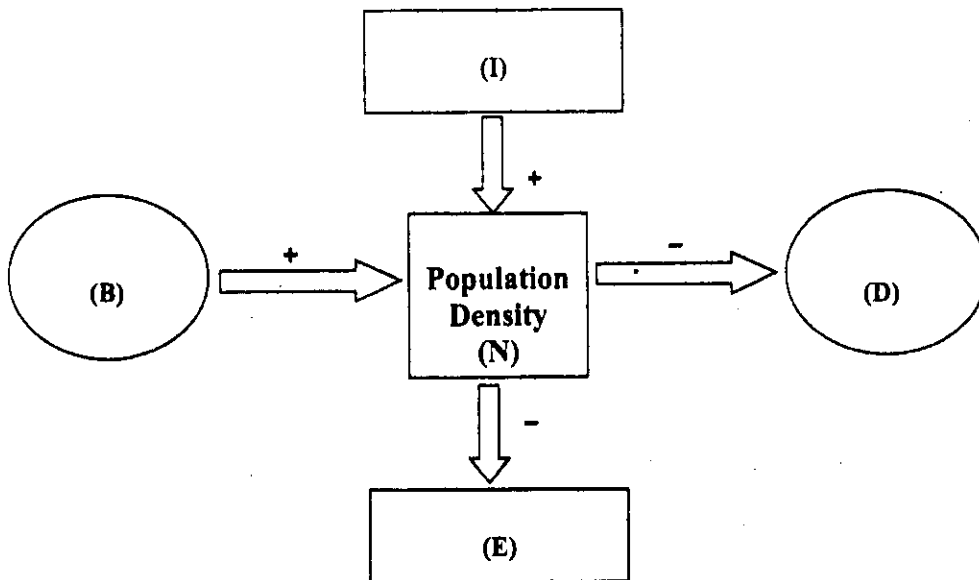 (I)
+
(B)
+
Population
Density
(N)
−
(D)
−
(E)